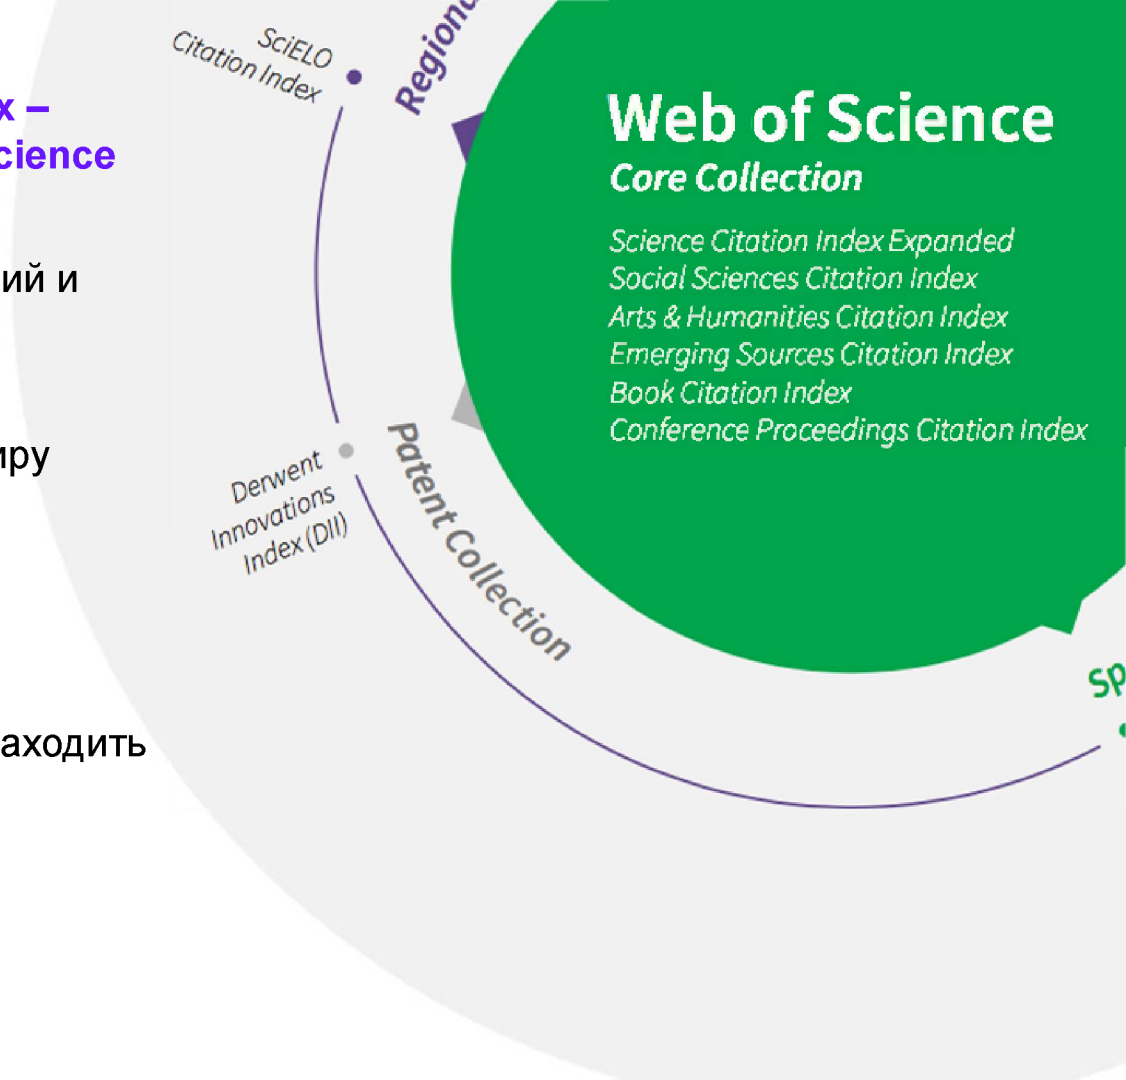 x –
cience
ий и
иру
аходить
SciELO
Citation Index
Regiona
Web of Science
Core Collection
Science Citation Index Expanded
Social Sciences Citation Index
Arts & Humanities Citation Index
Emerging Sources Citation Index
Book Citation Index
Conference Proceedings Citation Index
Derwent
Innovations
Index (DII)
Patent Collection
Sp